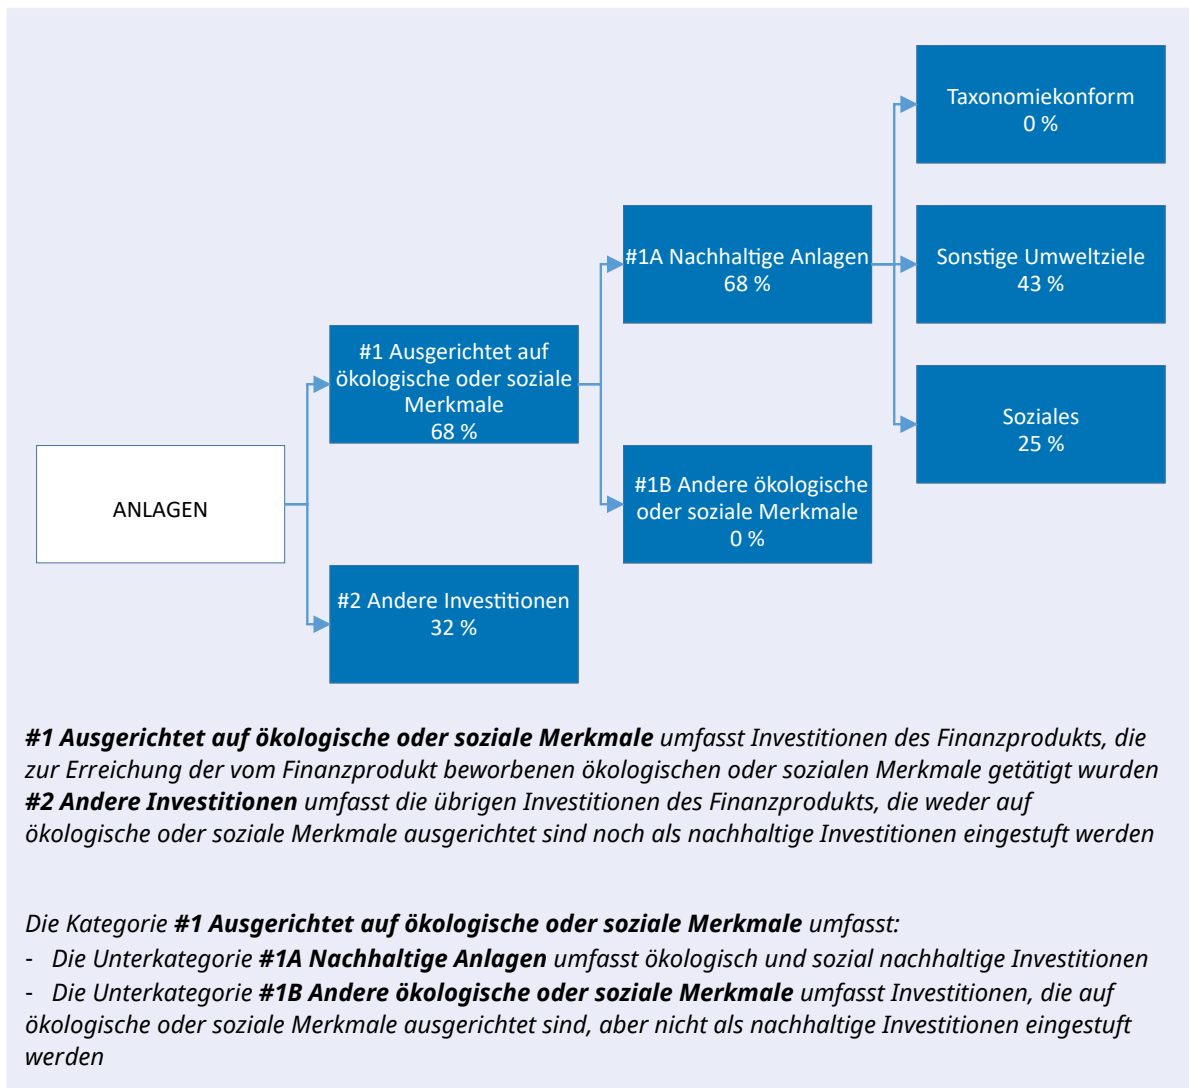 Taxonomiekonform
0 %
#1A Nachhaltige Anlagen
68 %
Sonstige Umweltziele
43 %
#1 Ausgerichtet auf
ökologische oder soziale
Merkmale
68 %
Soziales
25 %
ANLAGEN
#1B Andere ökologische
oder soziale Merkmale
0 %
#2 Andere Investitionen
32 %
#1 Ausgerichtet auf ökologische oder soziale Merkmale umfasst Investitionen des Finanzprodukts, die
zur Erreichung der vom Finanzprodukt beworbenen ökologischen oder sozialen Merkmale getätigt wurden
#2 Andere Investitionen umfasst die übrigen Investitionen des Finanzprodukts, die weder auf
ökologische oder soziale Merkmale ausgerichtet sind noch als nachhaltige Investitionen eingestuft werden
Die Kategorie #1 Ausgerichtet auf ökologische oder soziale Merkmale umfasst:
- Die Unterkategorie #1A Nachhaltige Anlagen umfasst ökologisch und sozial nachhaltige Investitionen
- Die Unterkategorie #1B Andere ökologische oder soziale Merkmale umfasst Investitionen, die auf
ökologische oder soziale Merkmale ausgerichtet sind, aber nicht als nachhaltige Investitionen eingestuft
werden